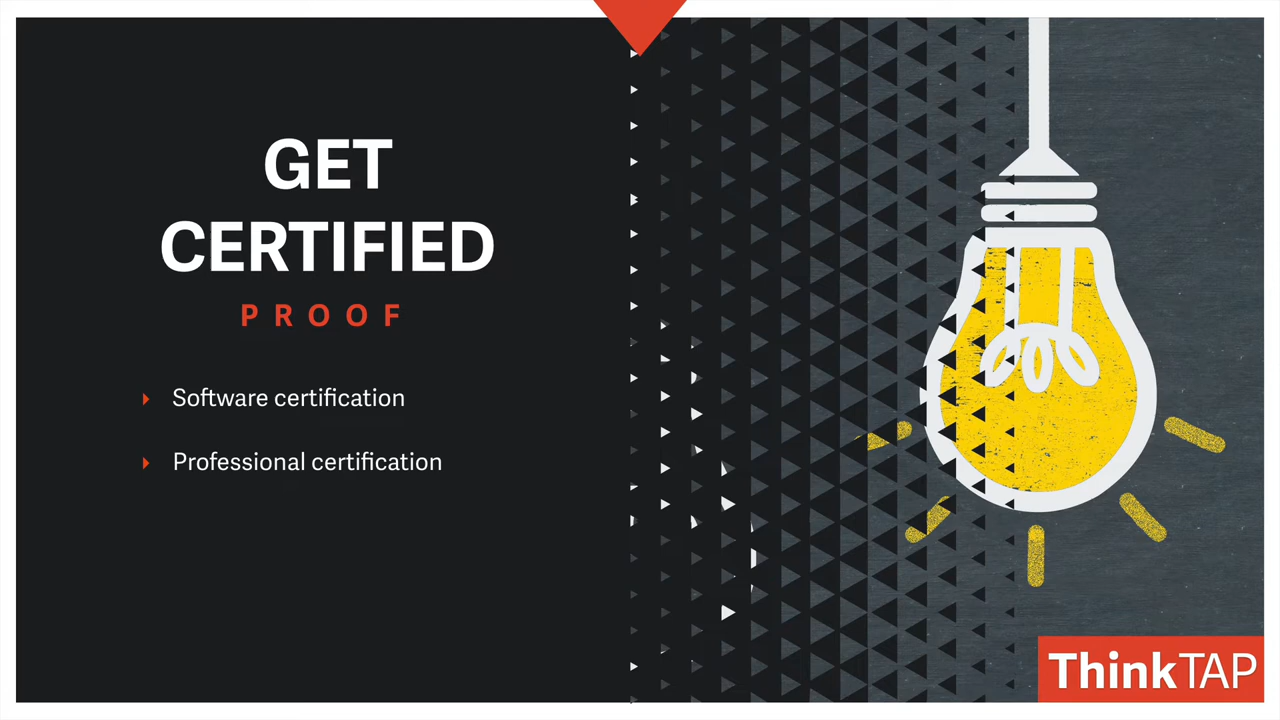 GET
CERTIFIED
PROOF
Software certification
Professional certification
ThinkTAP